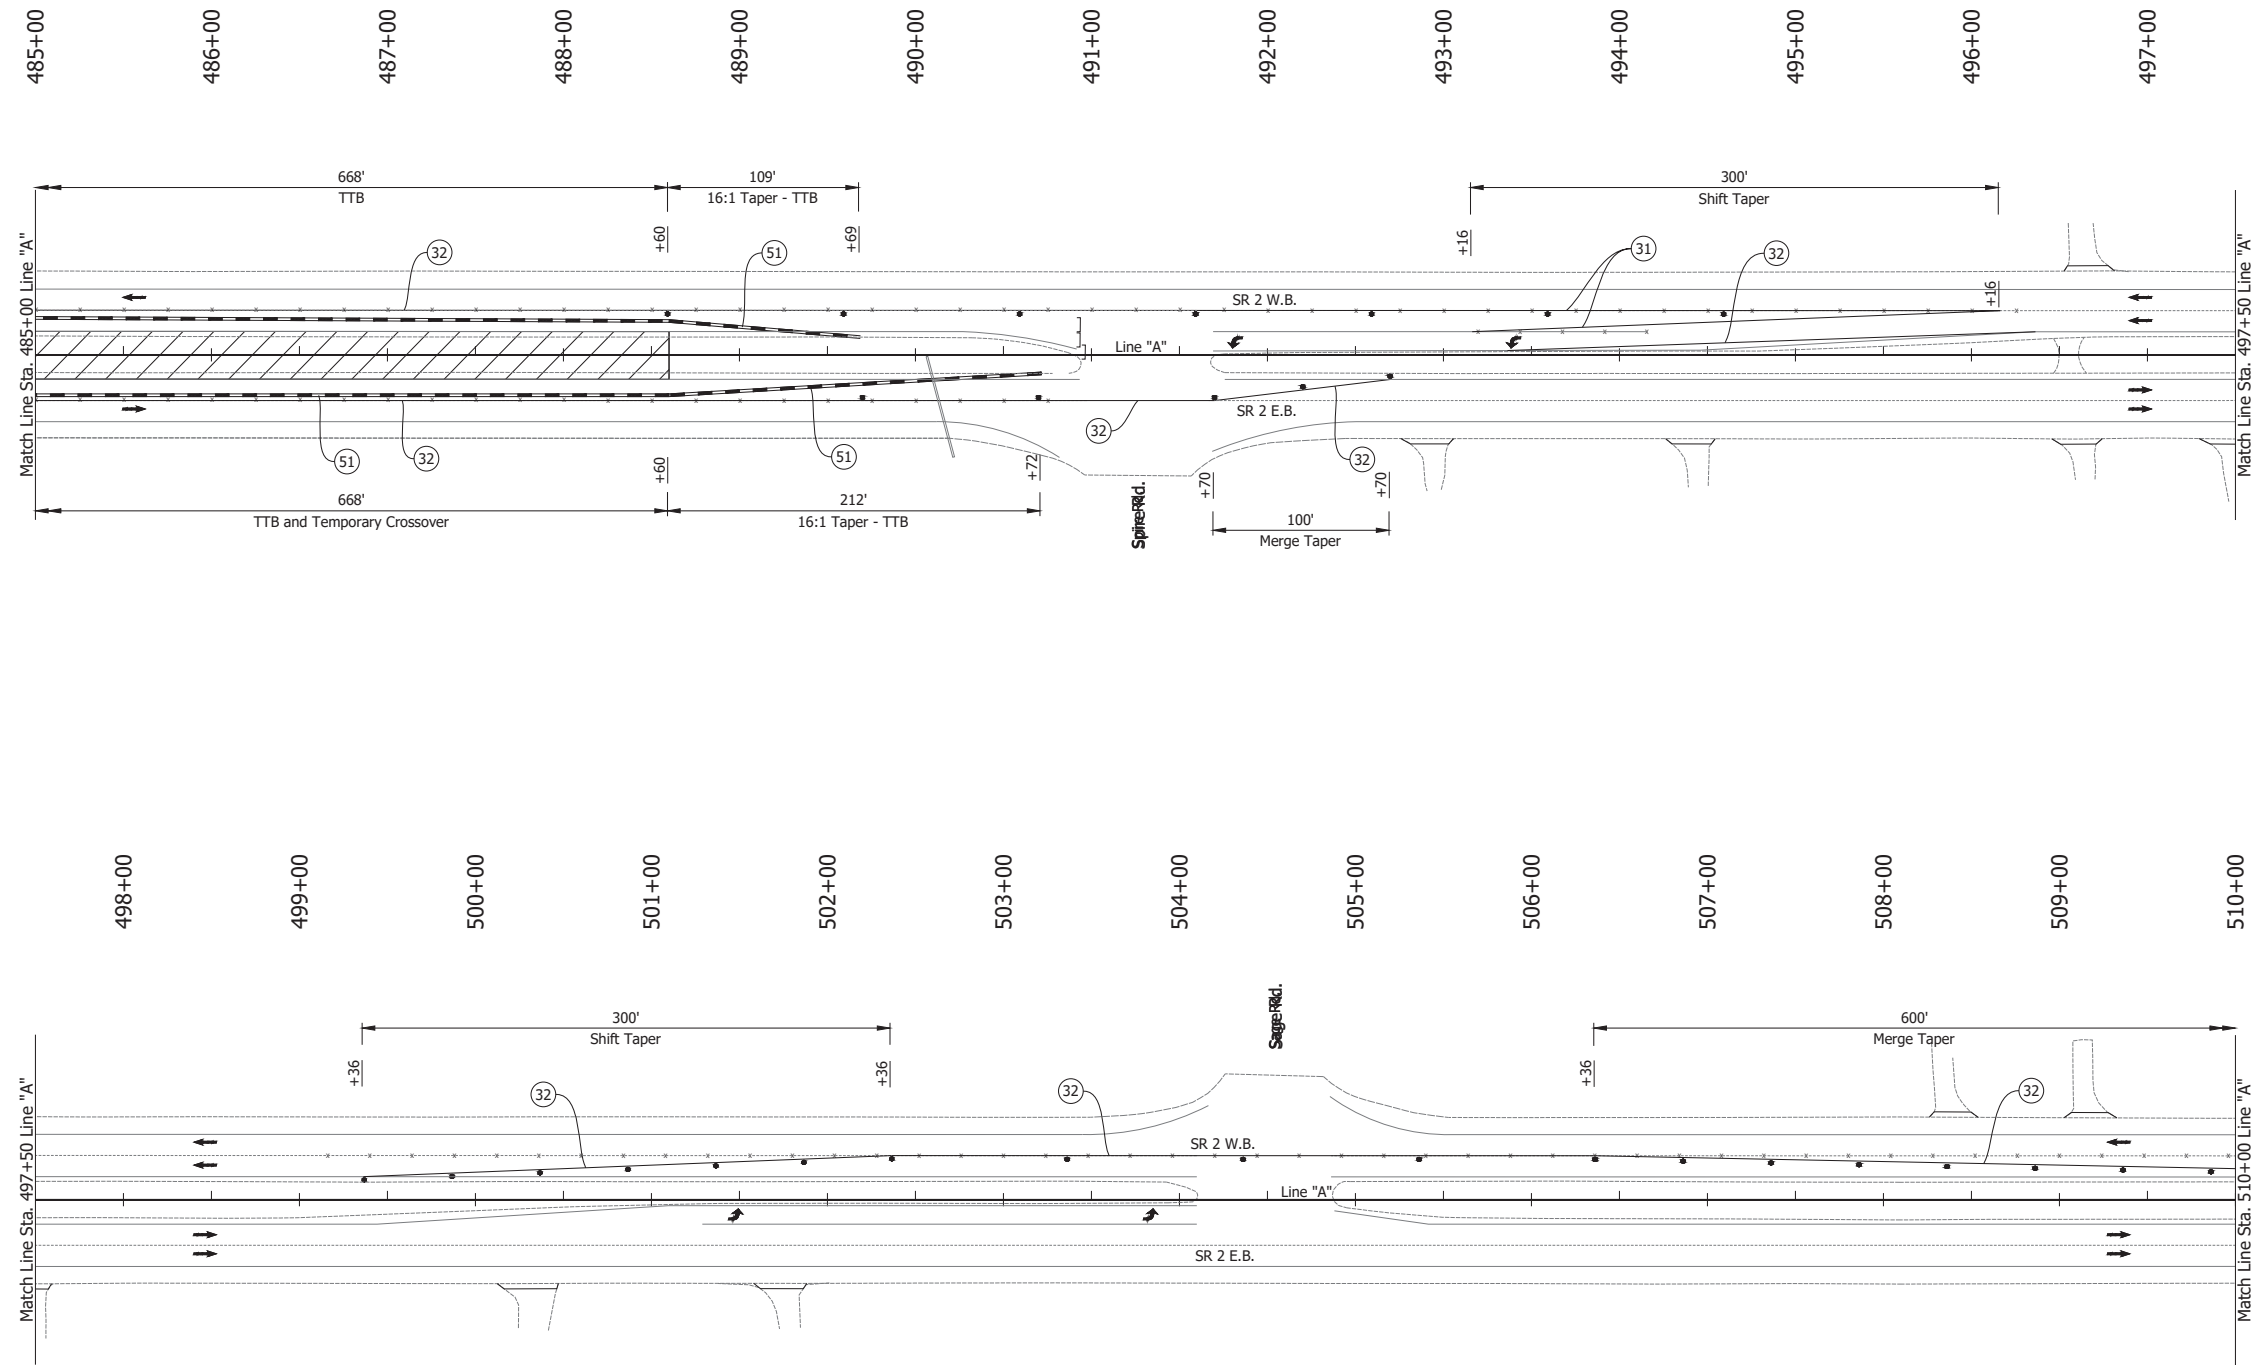 485+00 486+00 487+00 488+00 489+00 490+00 491+00 492+00 493+00 494+00 495+00 496+00 497+00
668'
TTB
109'
16:1 Taper - TTB
300'
Shift Taper
+60
+69
+16
+16
32
51
31
32
SR 2 W.B.
Line "A"
SR 2 E.B.
Match Line Sta. 485+00 Line "A"
Match Line Sta. 497+50 Line "A"
51
32
51
32
32
+60
+72
+70
+70
668'
TTB and Temporary Crossover
212'
16:1 Taper - TTB
100'
Merge Taper
498+00 499+00 500+00 501+00 502+00 503+00 504+00 505+00 506+00 507+00 508+00 509+00 510+00
300'
Shift Taper
600'
Merge Taper
+36
+36
+36
32
32
32
SR 2 W.B.
Line "A"
SR 2 E.B.
Match Line Sta. 497+50 Line "A"
Match Line Sta. 510+00 Line "A"